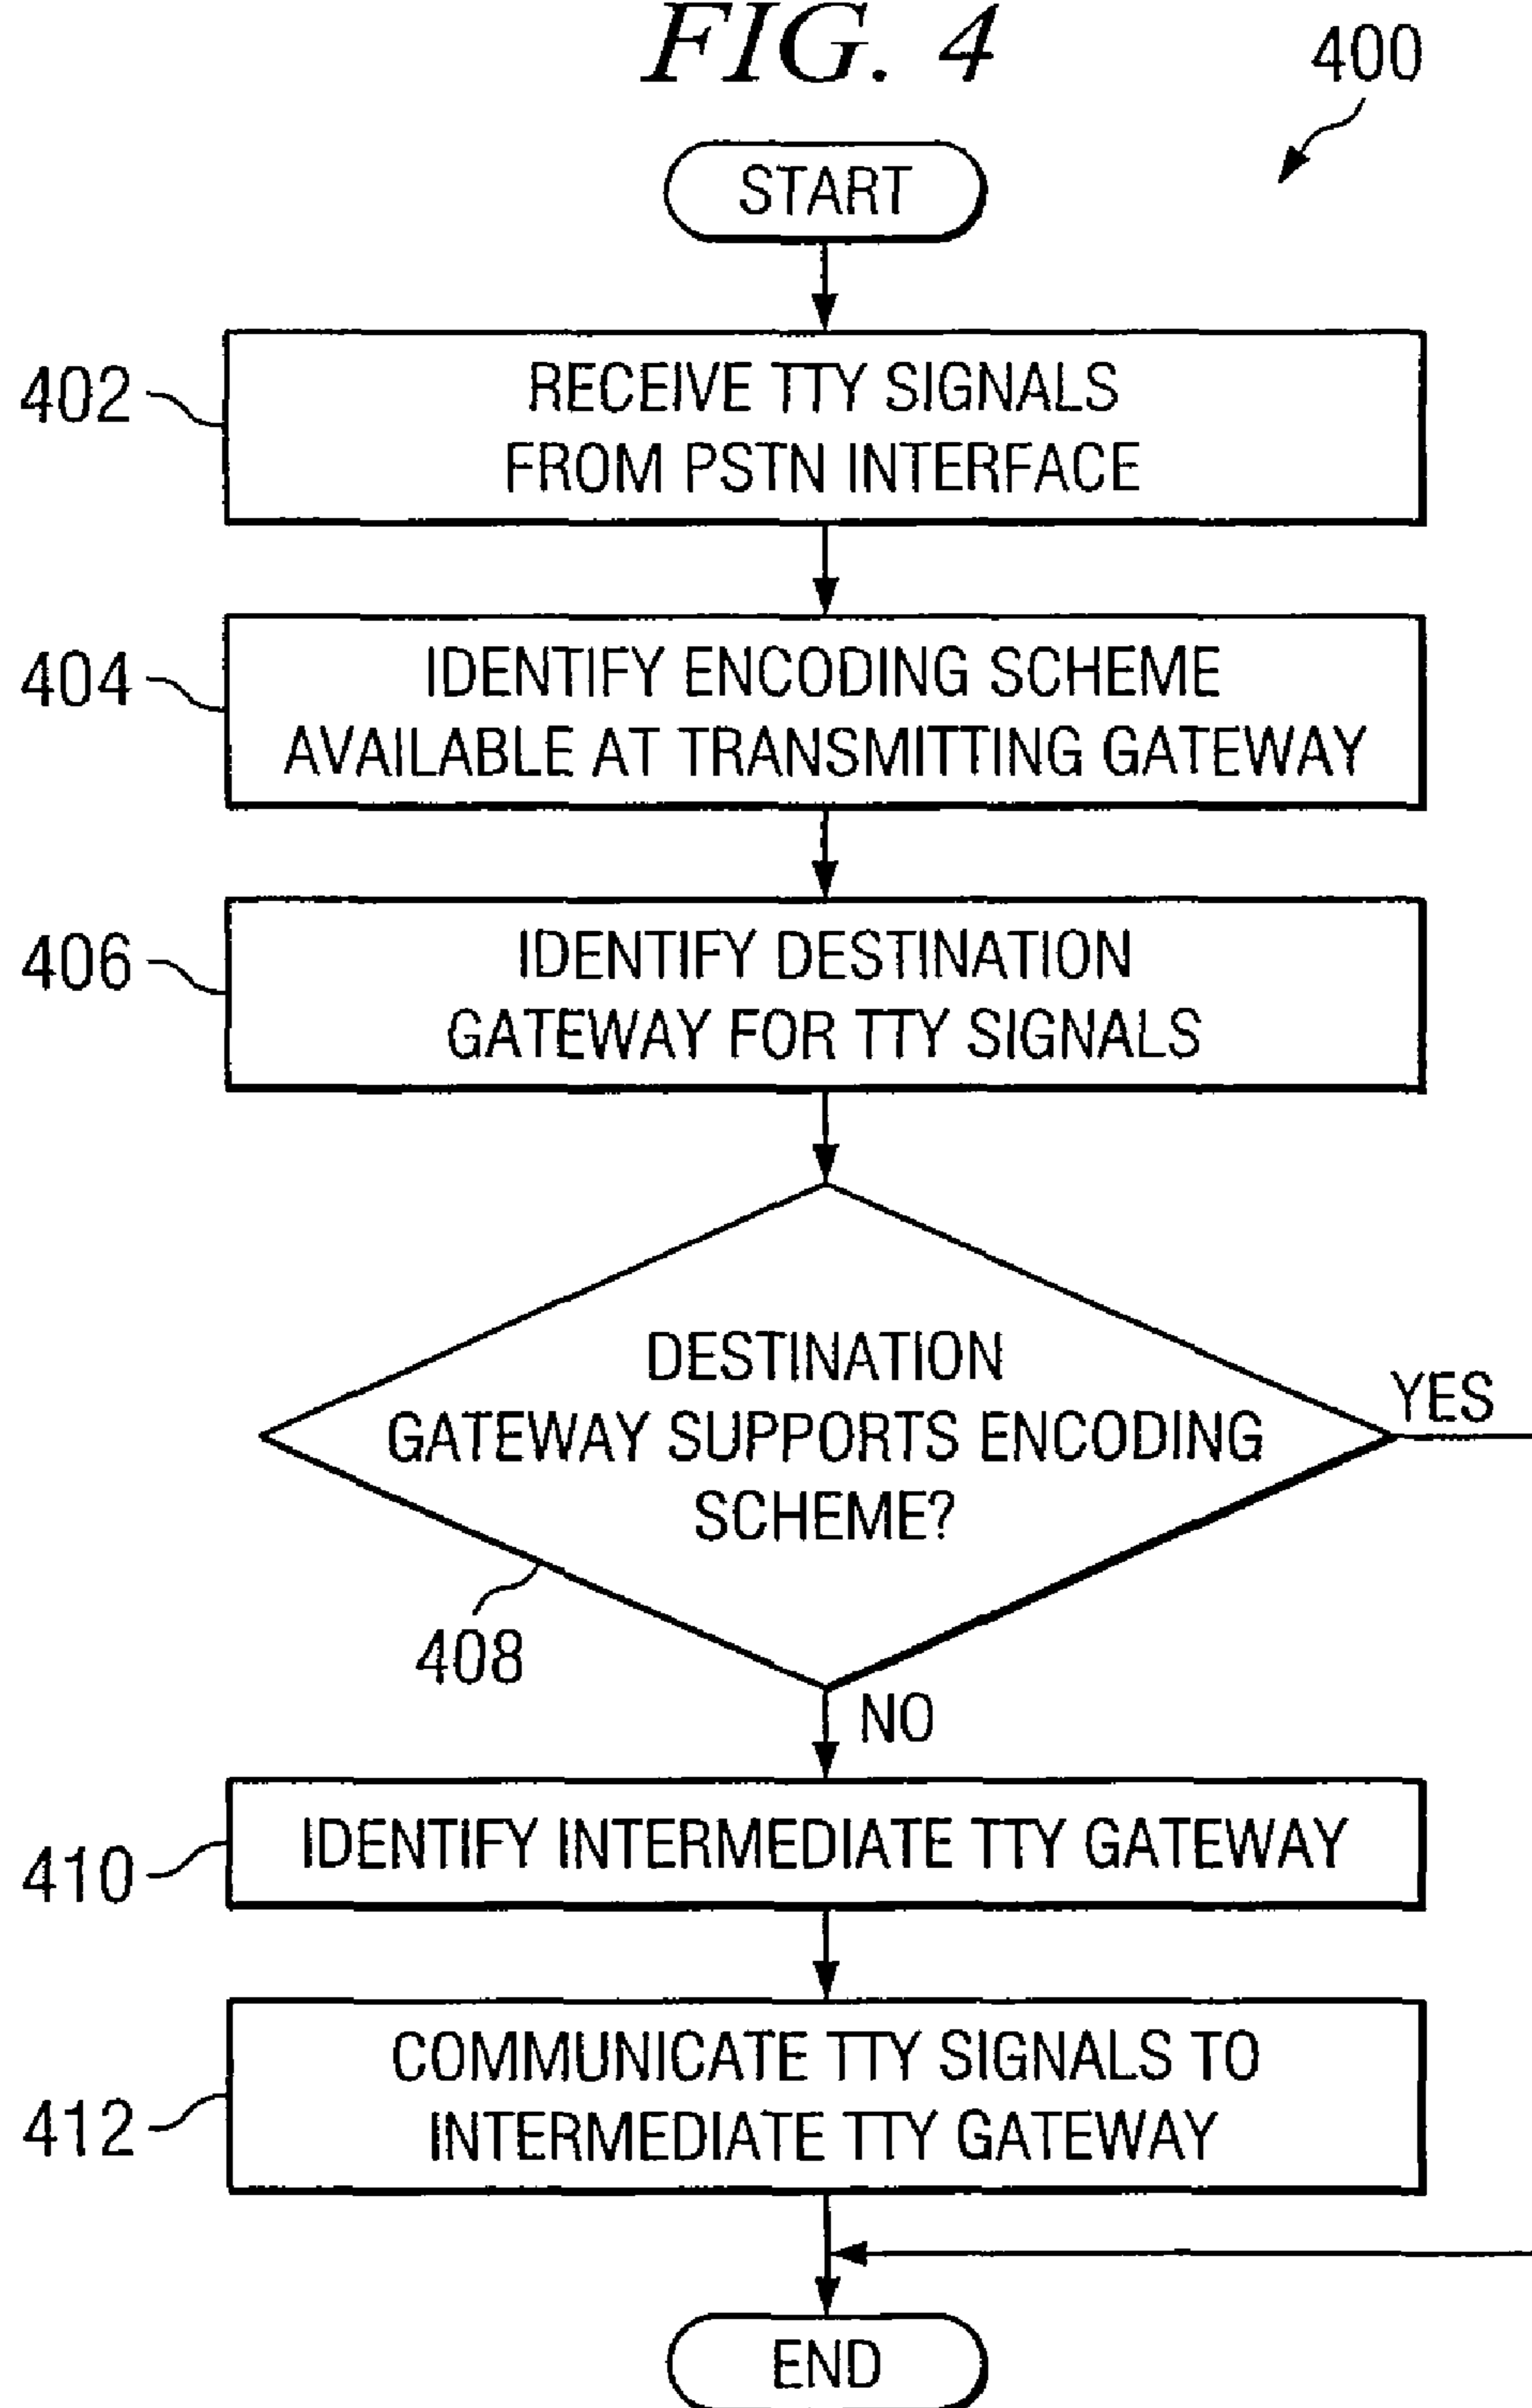 FIG. 4
400
START
402
RECEIVE TTY SIGNALS
FROM PSTN INTERFACE
404
IDENTIFY ENCODING SCHEME
AVAILABLE AT TRANSMITTING GATEWAY
406
IDENTIFY DESTINATION
GATEWAY FOR TTY SIGNALS
DESTINATION
GATEWAY SUPPORTS ENCODING
SCHEME?
YES
408
NO
410
IDENTIFY INTERMEDIATE TTY GATEWAY
412
COMMUNICATE TTY SIGNALS TO
INTERMEDIATE TTY GATEWAY
END